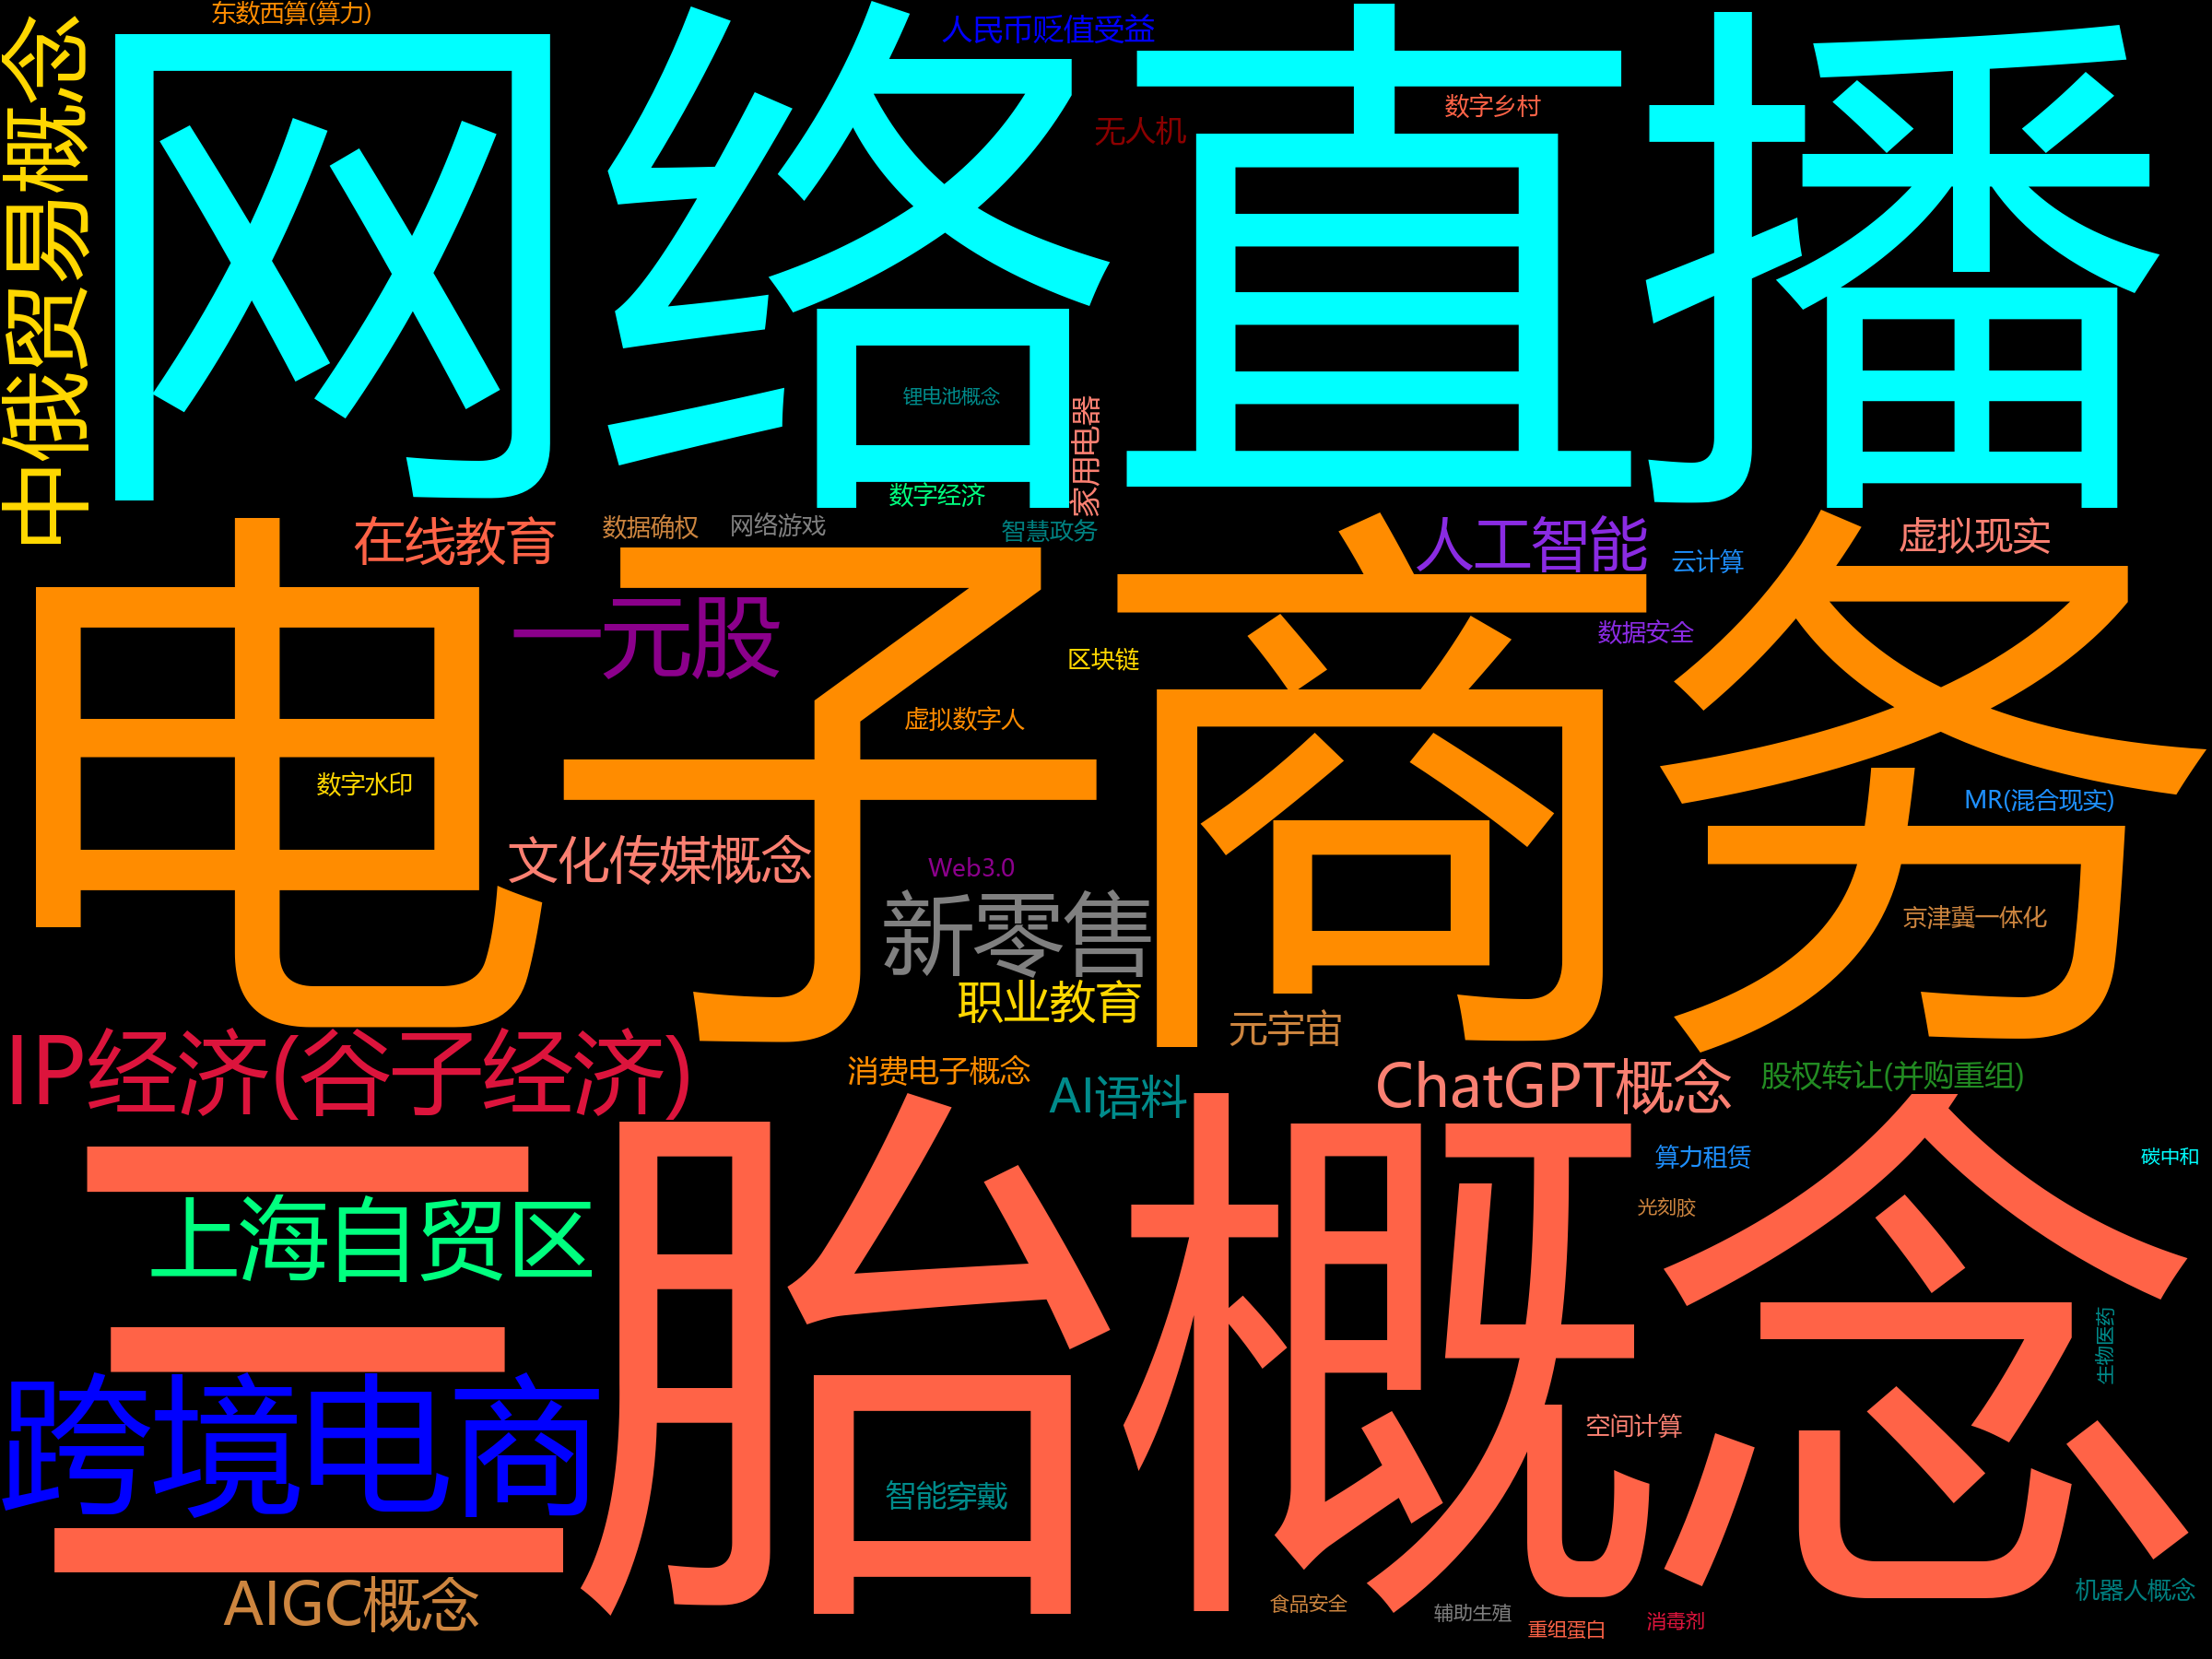 东数西算(算力)
人民币贬值受益
中俄贸易概念
网络直播
无人机
数字乡村
锂电池概念
家用电器
数字经济
在线教育
数据确权
网络游戏
智慧政务
人工智能
虚拟现实
云计算
电子商务
一元股
数据安全
区块链
虚拟数字人
数字水印
MR(混合现实)
文化传媒概念
Web3.0
新零售
京津冀一体化
职业教育
元宇宙
IP经济(谷子经济)
消费电子概念
AI语料
ChatGPT概念
股权转让(并购重组)
三胎概念
算力租赁
碳中和
光刻胶
上海自贸区
生物医药
跨境电商
空间计算
智能穿戴
AIGC概念
食品安全
辅助生殖
重组蛋白
消毒剂
机器人概念